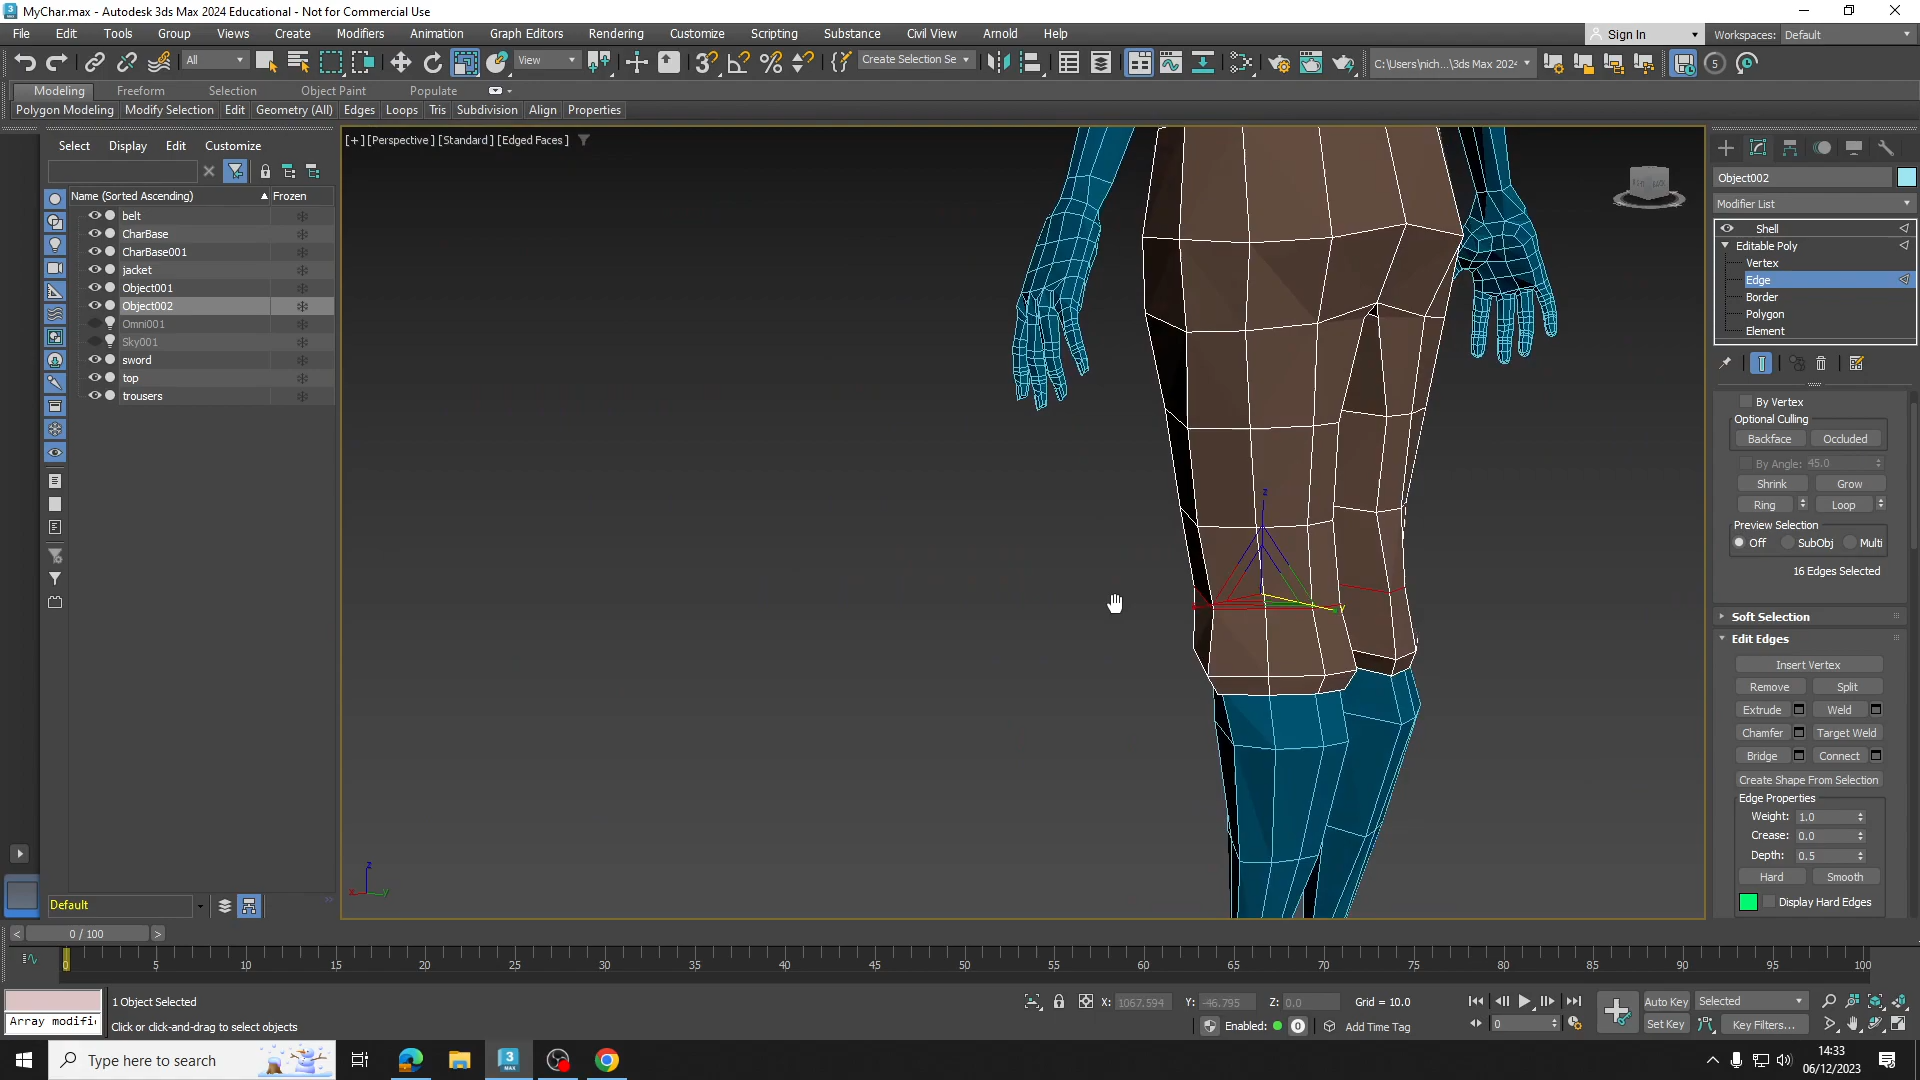 MyChar.max - Autodesk 3ds Max 2024 Educational - Not for Commercial Use
File Edit Tools Group Views Create Modifiers Animation Graph Editors Rendering Customize Scripting Substance Civil View Arnold Help
Sign In Workspaces: Default
All View Create Selection Se C:\Users\nich...\3ds Max 2024 5
Modeling Freeform Selection Object Paint Populate
Polygon Modeling Modify Selection Edit Geometry (All) Edges Loops Tris Subdivision Align Properties
Select Display Edit Customize
Name (Sorted Ascending) Frozen
belt
CharBase
CharBase001
jacket
Object001
Object002
Omni001
Sky001
sword
top
trousers
Default
[+] [Perspective] [Standard] [Edged Faces]
z
y
z
x y
Object002
Modifier List
Shell
Editable Poly
Vertex
Edge
Border
Polygon
Element
By Vertex
Optional Culling
Backface Occluded
By Angle: 45.0
Shrink Grow
Ring Loop
Preview Selection
Off SubObj Multi
16 Edges Selected
Soft Selection
Edit Edges
Insert Vertex
Remove Split
Extrude Weld
Chamfer Target Weld
Bridge Connect
Create Shape From Selection
Edge Properties
Weight: 1.0
Crease: 0.0
Depth: 0.5
Hard Smooth
Display Hard Edges
< 0 / 100 >
0 5 10 15 20 25 30 35 40 45 50 55 60 65 70 75 80 85 90 95 100
1 Object Selected X: 1067.594 Y: -46.795 Z: 0.0 Grid = 10.0 Auto Key Selected
Array modifi Click or click-and-drag to select objects Enabled: 0 Add Time Tag 0 Set Key Key Filters...
Type here to search
3 MAX
14:33
06/12/2023